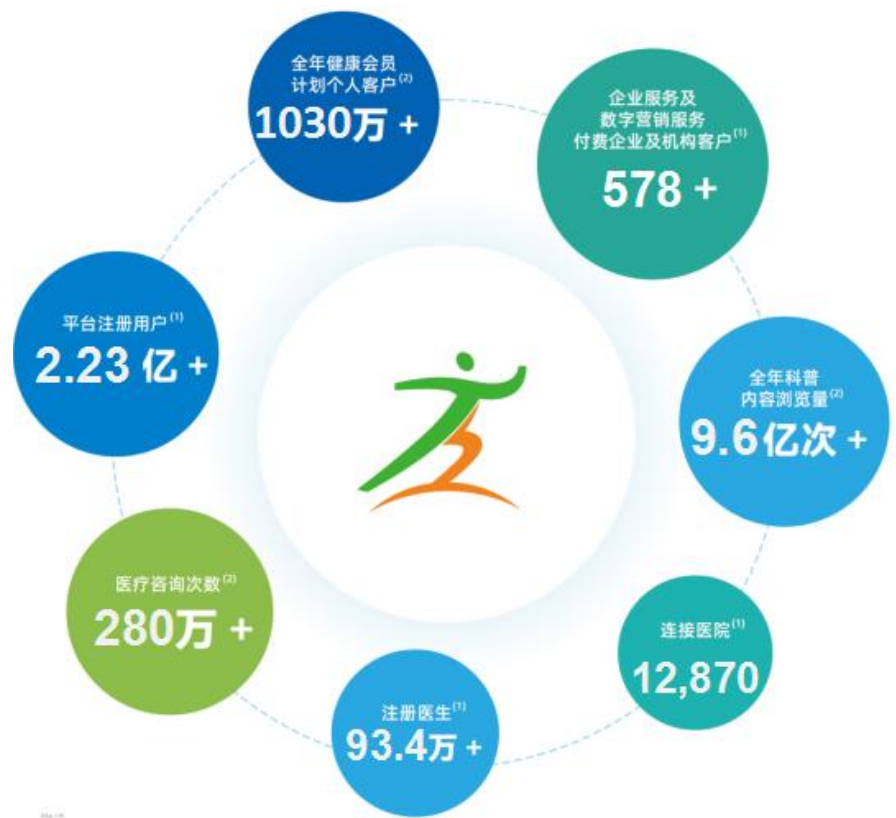 全年健康会员
计划个人客户(2)
1030万 +
企业服务及
数字营销服务
付费企业及机构客户(1)
578 +
平台注册用户(1)
2.23 亿 +
全年科普
内容浏览量(2)
9.6亿次 +
医疗咨询次数(2)
280万 +
连接医院(1)
12,870
注册医生(1)
93.4万 +